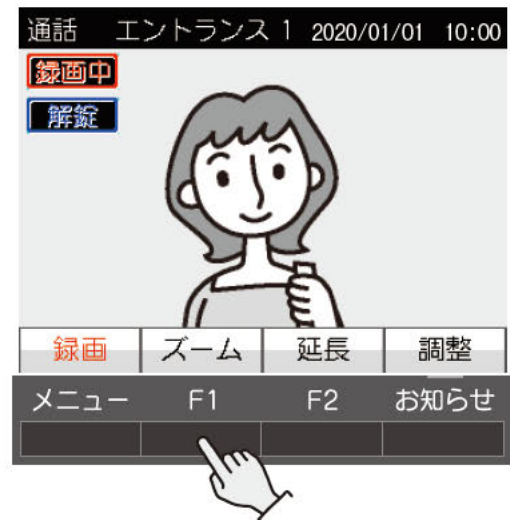 通話 エントランス 1 2020/01/01 10:00
録画中
解錠
録画 ズーム 延長 調整
メニュー F1 F2 お知らせ